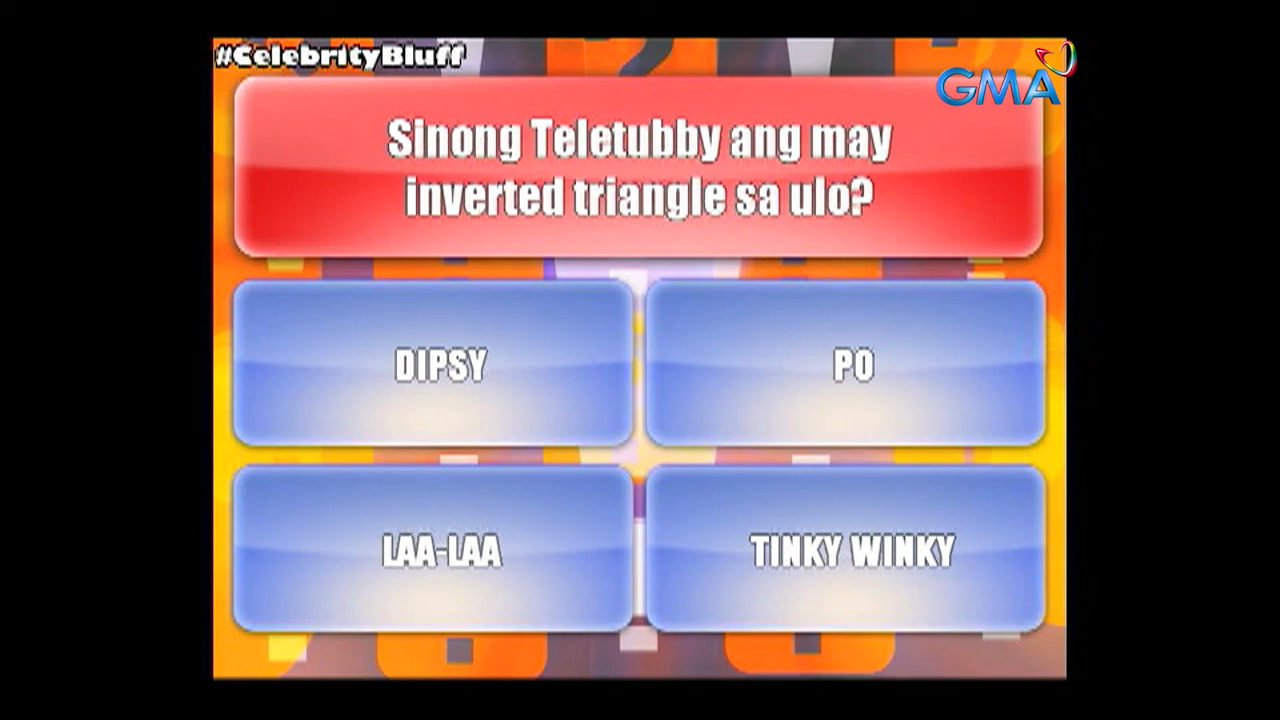 #CelebrityBluff
GMA
Sinong Teletubby ang may
inverted triangle sa ulo?
DIPSY
PO
LAA-LAA
TINKY WINKY